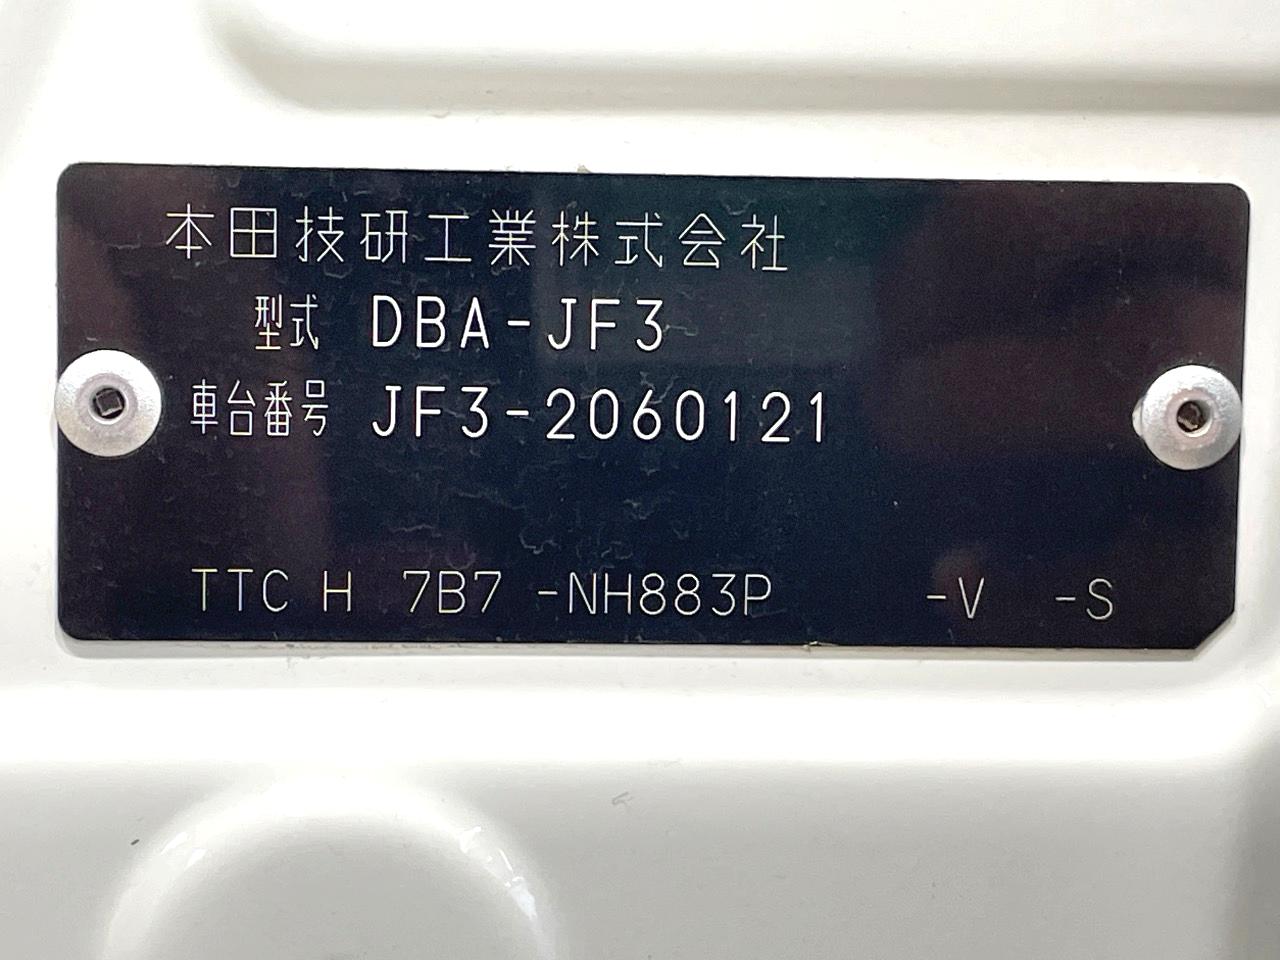 本田技研工業株式会社
型式 DBA-JF3
車台番号 JF3-2060121
TTC H 7B7 -NH883P -V -S